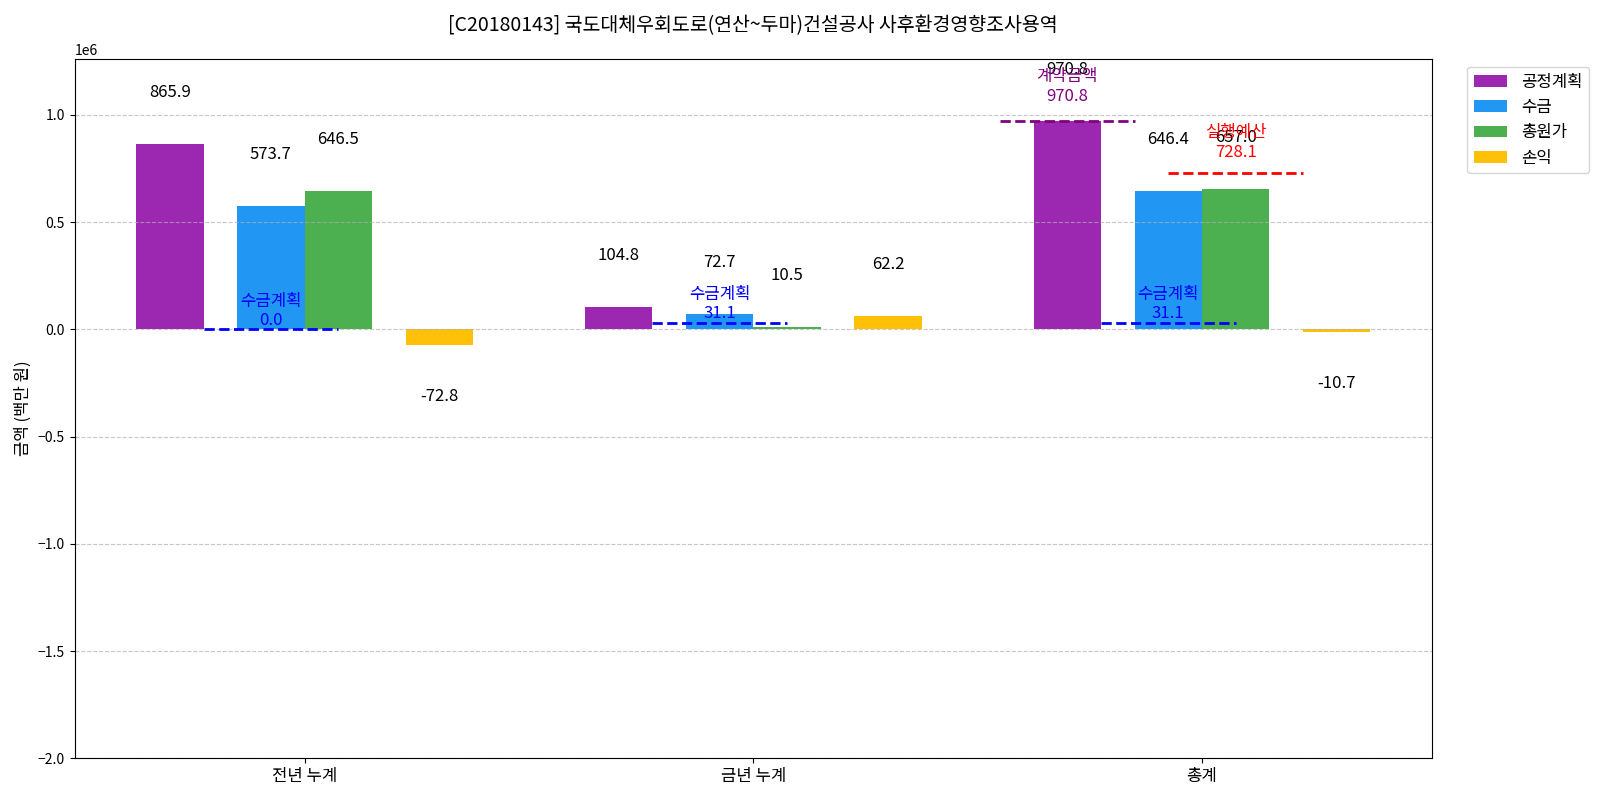 [C20180143] 국도대체우회도로(연산~두마)건설공사 사후환경영향조사용역
1e6
금액 (백만 원)
1.0
0.5
0.0
−0.5
−1.0
−1.5
−2.0
865.9
573.7
646.5
수금계획
0.0
-72.8
104.8
72.7
10.5
62.2
수금계획
31.1
970.8
계약금액
970.8
646.4
657.0
실행예산
728.1
수금계획
31.1
-10.7
전년 누계
금년 누계
총계
공정계획
수금
총원가
손익